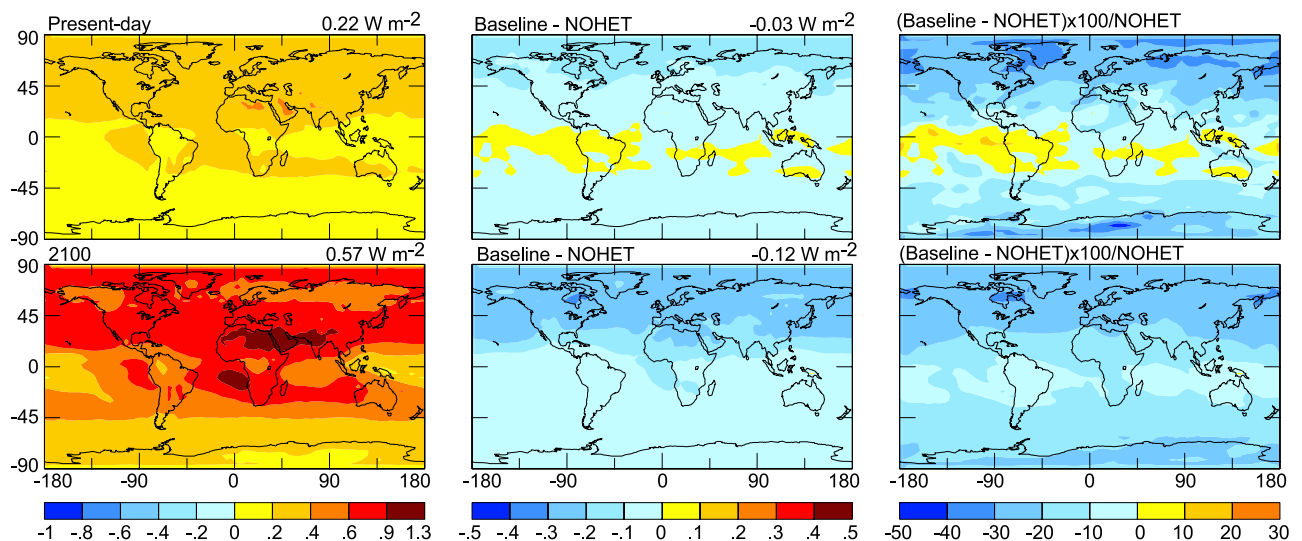 Present-day 0.22 W m⁻² Baseline - NOHET -0.03 W m⁻² (Baseline - NOHET)x100/NOHET
90
45
0
-45
-90
2100 0.57 W m⁻² Baseline - NOHET -0.12 W m⁻² (Baseline - NOHET)x100/NOHET
90
45
0
-45
-90
-180 -90 0 90 180 -180 -90 0 90 180 -180 -90 0 90 180
-1 -.8 -.6 -.4 -.2 0 .2 .4 .6 .9 1.3 -.5 -.4 -.3 -.2 -.1 0 .1 .2 .3 .4 .5 -50 -40 -30 -20 -10 0 10 20 30